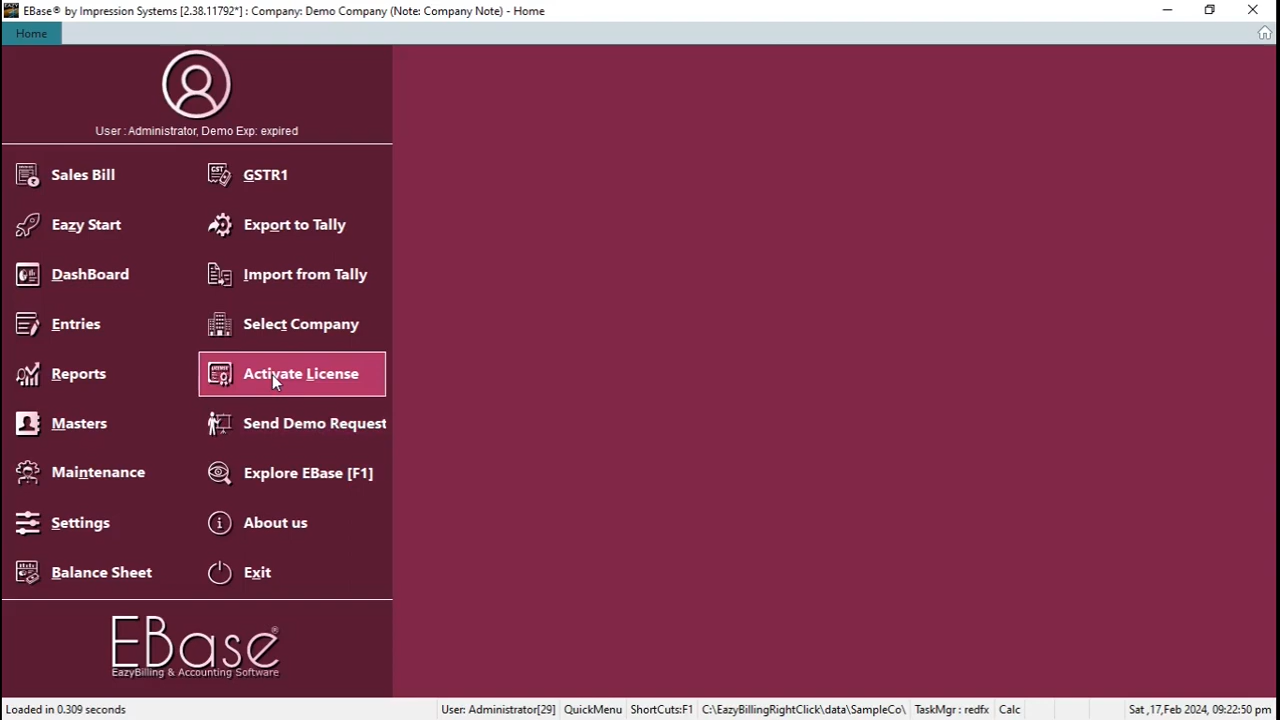 EBase® by Impression Systems [2.38.11792*] : Company: Demo Company (Note: Company Note) - Home
Home
User : Administrator, Demo Exp: expired
Sales Bill
GSTR1
Eazy Start
Export to Tally
DashBoard
Import from Tally
Entries
Select Company
Reports
Activate License
Masters
Send Demo Request
Maintenance
Explore EBase [F1]
Settings
About us
Balance Sheet
Exit
EBase®
EazyBilling & Accounting Software
Loaded in 0.309 seconds
User: Administrator[29]
QuickMenu
ShortCuts:F1
C:\EazyBillingRightClick\data\SampleCo\
TaskMgr : redfx
Calc
Sat ,17,Feb 2024, 09:22:50 pm